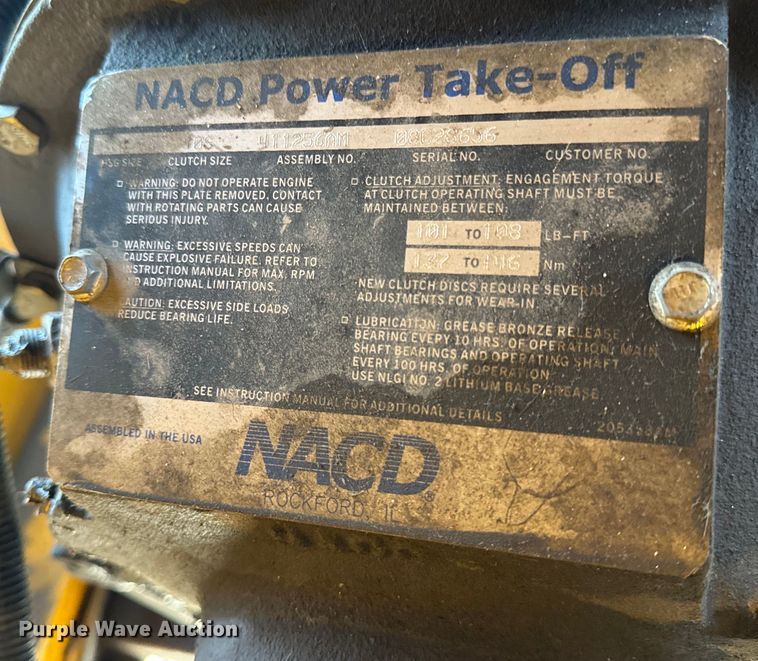 NACD Power Take-Off
HSG SIZE CLUTCH SIZE ASSEMBLY NO. SERIAL NO. CUSTOMER NO.
WARNING: DO NOT OPERATE ENGINE
WITH THIS PLATE REMOVED. CONTACT
WITH ROTATING PARTS CAN CAUSE
SERIOUS INJURY.
WARNING: EXCESSIVE SPEEDS CAN
CAUSE EXPLOSIVE FAILURE. REFER TO
INSTRUCTION MANUAL FOR MAX. RPM
AND ADDITIONAL LIMITATIONS.
CAUTION: EXCESSIVE SIDE LOADS
REDUCE BEARING LIFE.
CLUTCH ADJUSTMENT: ENGAGEMENT TORQUE
AT CLUTCH OPERATING SHAFT MUST BE
MAINTAINED BETWEEN:
101 TO 108 LB-FT
137 TO 146 Nm
NEW CLUTCH DISCS REQUIRE SEVERAL
ADJUSTMENTS FOR WEAR-IN.
LUBRICATION: GREASE BRONZE RELEASE
BEARING EVERY 10 HRS. OF OPERATION. MAIN
SHAFT BEARINGS AND OPERATING SHAFT
EVERY 100 HRS. OF OPERATION
USE NLGI NO. 2 LITHIUM BASE GREASE
SEE INSTRUCTION MANUAL FOR ADDITIONAL DETAILS
ASSEMBLED IN THE USA
NACD®
ROCKFORD, IL
Purple Wave Auction